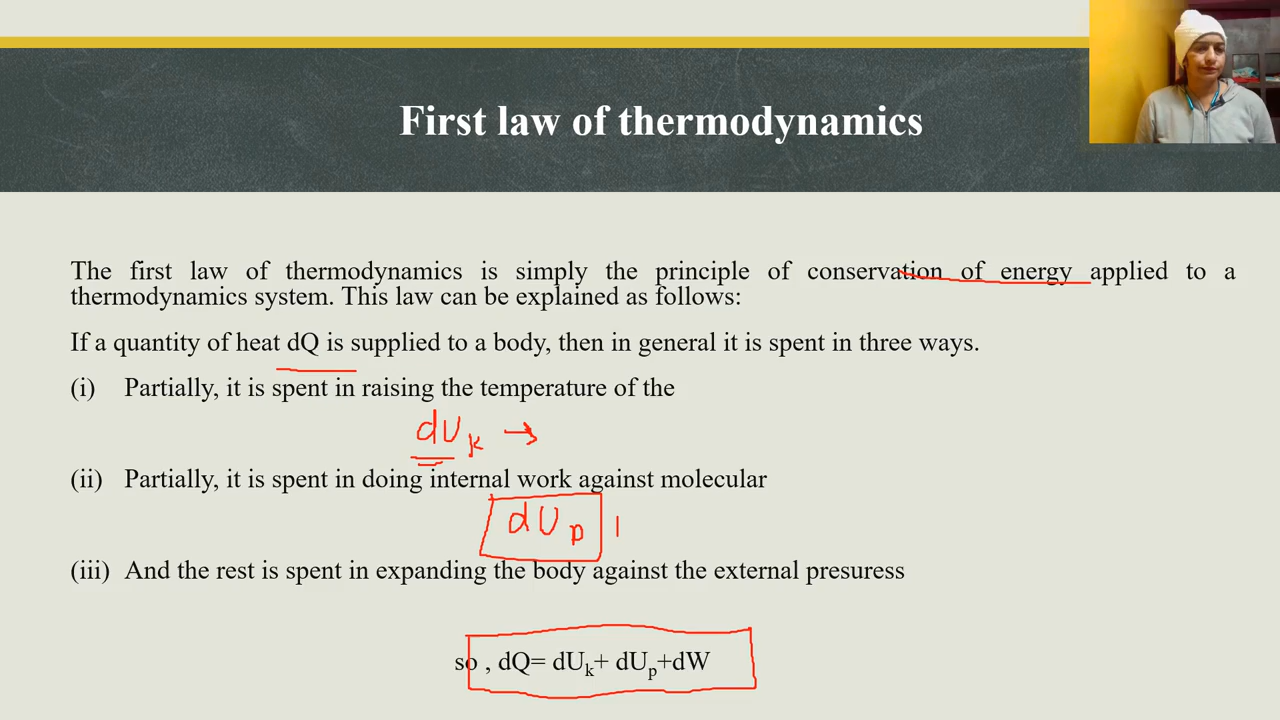 First law of thermodynamics
The first law of thermodynamics is simply the principle of conservation of energy applied to a
thermodynamics system. This law can be explained as follows:
If a quantity of heat dQ is supplied to a body, then in general it is spent in three ways.
(i) Partially, it is spent in raising the temperature of the
dUk →
(ii) Partially, it is spent in doing internal work against molecular
dUp
(iii) And the rest is spent in expanding the body against the external presuress
so , dQ= dUk+ dUp+dW